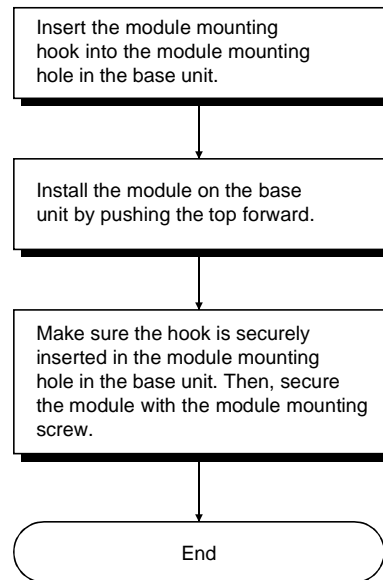 Insert the module mounting
hook into the module mounting
hole in the base unit.
Install the module on the base
unit by pushing the top forward.
Make sure the hook is securely
inserted in the module mounting
hole in the base unit. Then, secure
the module with the module mounting
screw.
End